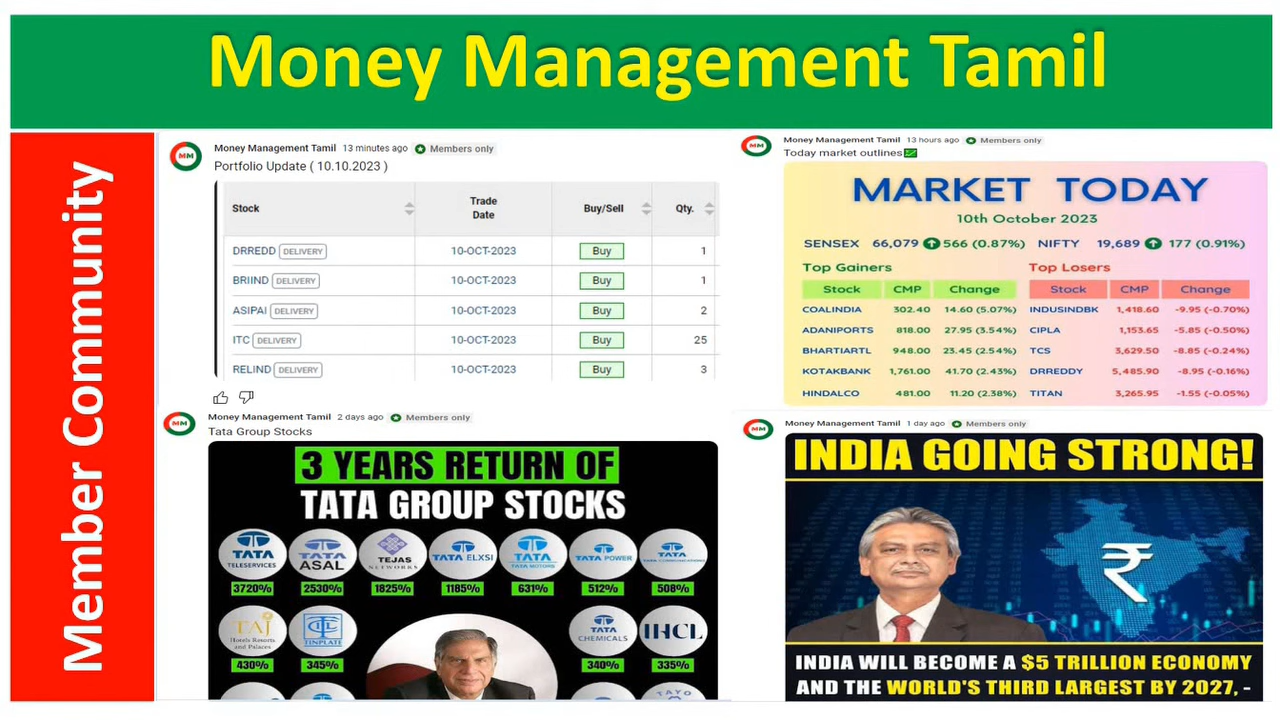 Money Management Tamil
Member Community
MM
Money Management Tamil 13 minutes ago Members only
Portfolio Update ( 10.10.2023 )
Stock Trade Date Buy/Sell Qty.
DRREDD DELIVERY 10-OCT-2023 Buy 1
BRIIND DELIVERY 10-OCT-2023 Buy 1
ASIPAI DELIVERY 10-OCT-2023 Buy 2
ITC DELIVERY 10-OCT-2023 Buy 25
RELIND DELIVERY 10-OCT-2023 Buy 3
MM
Money Management Tamil 13 hours ago Members only
Today market outlines
MARKET TODAY
10th October 2023
SENSEX 66,079 566 (0.87%) NIFTY 19,689 177 (0.91%)
Top Gainers Top Losers
Stock CMP Change Stock CMP Change
COALINDIA 302.40 14.60 (5.07%) INDUSINDBK 1,418.60 -9.95 (-0.70%)
ADANIPORTS 818.00 27.95 (3.54%) CIPLA 1,153.65 -5.85 (-0.50%)
BHARTIARTL 948.00 23.45 (2.54%) TCS 3,629.50 -8.85 (-0.24%)
KOTAKBANK 1,761.00 41.70 (2.43%) DRREDDY 5,485.90 -8.95 (-0.16%)
HINDALCO 481.00 11.20 (2.38%) TITAN 3,265.95 -1.55 (-0.05%)
MM
Money Management Tamil 2 days ago Members only
Tata Group Stocks
3 YEARS RETURN OF
TATA GROUP STOCKS
TATA TELESERVICES TATA ASAL TEJAS NETWORKS TATA ELXSI TATA TATA MOTORS TATA POWER TATA COMMUNICATIONS
3720% 2530% 1825% 1185% 631% 512% 508%
TAJ Hotels Resorts and Palaces TINPLATE TATA CHEMICALS IHCL
430% 345% 340% 335%
MM
Money Management Tamil 1 day ago Members only
INDIA GOING STRONG!
₹
INDIA WILL BECOME A $5 TRILLION ECONOMY
AND THE WORLD'S THIRD LARGEST BY 2027, -